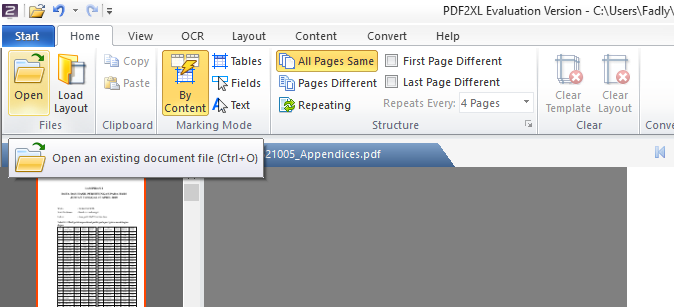 PDF2XL Evaluation Version - C:\Users\Fadly\
Start Home View OCR Layout Content Convert Help
Open
Load Layout
Files
Copy
Paste
Clipboard
By Content
Tables
Fields
Text
Marking Mode
All Pages Same
Pages Different
Repeating
First Page Different
Last Page Different
Repeats Every: 4 Pages
Structure
Clear Template
Clear Layout
Clear
Conve
Open an existing document file (Ctrl+O)
21005_Appendices.pdf